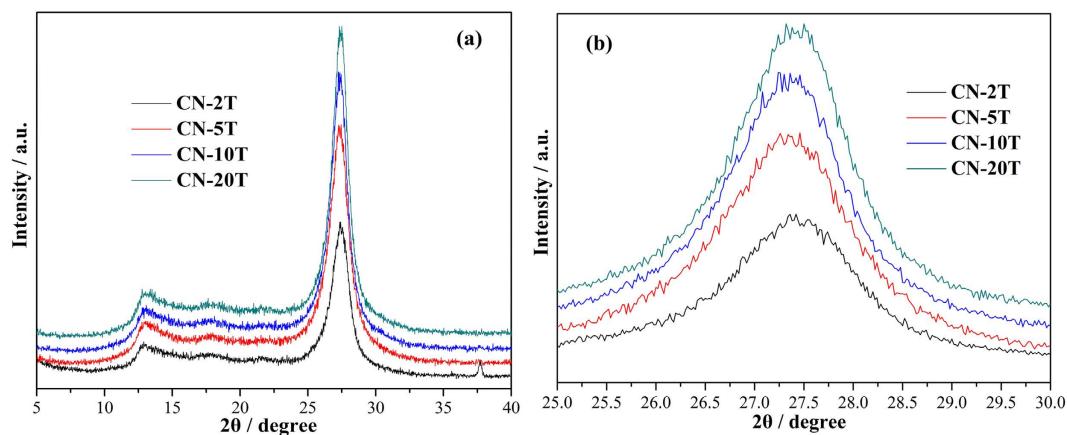 (a)
CN-2T
CN-5T
CN-10T
CN-20T
Intensity / a.u.
5 10 15 20 25 30 35 40
2θ / degree
(b)
CN-2T
CN-5T
CN-10T
CN-20T
Intensity / a.u.
25.0 25.5 26.0 26.5 27.0 27.5 28.0 28.5 29.0 29.5 30.0
2θ / degree